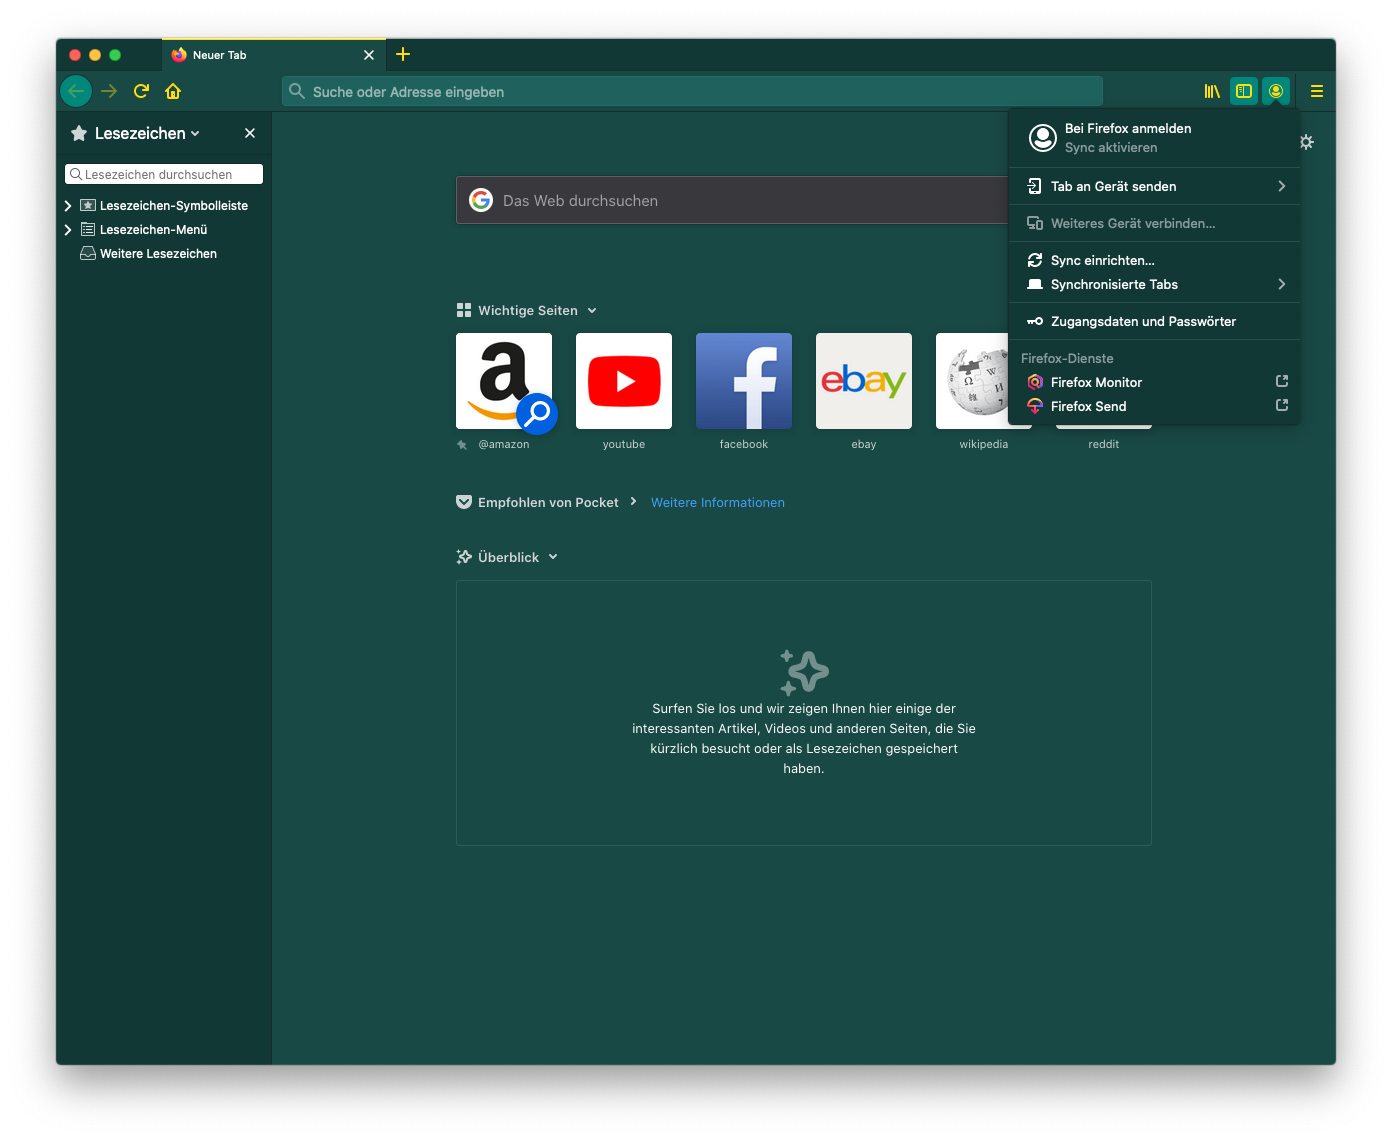 Neuer Tab
Suche oder Adresse eingeben
Lesezeichen
Lesezeichen durchsuchen
Lesezeichen-Symbolleiste
Lesezeichen-Menü
Weitere Lesezeichen
Das Web durchsuchen
Wichtige Seiten
a
f
ebay
Ω W И
@amazon
youtube
facebook
ebay
wikipedia
reddit
Empfohlen von Pocket
Weitere Informationen
Überblick
Surfen Sie los und wir zeigen Ihnen hier einige der
interessanten Artikel, Videos und anderen Seiten, die Sie
kürzlich besucht oder als Lesezeichen gespeichert
haben.
Bei Firefox anmelden
Sync aktivieren
Tab an Gerät senden
Weiteres Gerät verbinden...
Sync einrichten...
Synchronisierte Tabs
Zugangsdaten und Passwörter
Firefox-Dienste
Firefox Monitor
Firefox Send